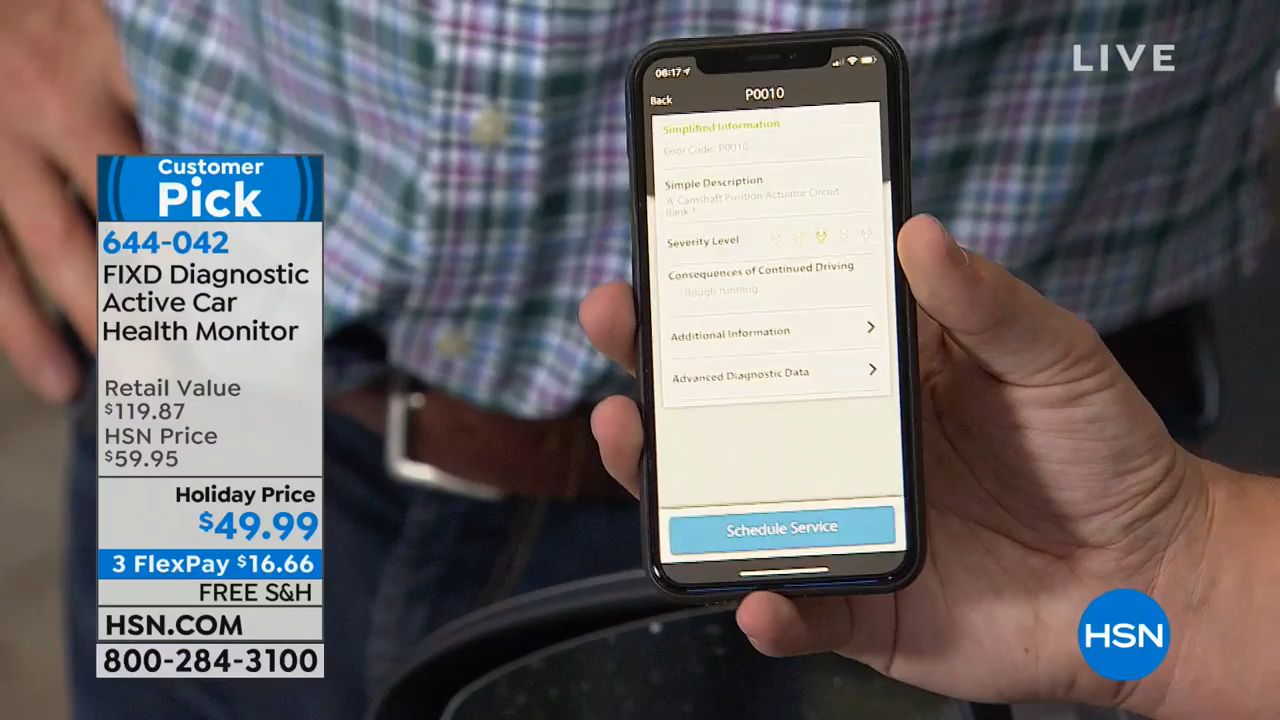 LIVE
Customer
Pick
644-042
FIXD Diagnostic
Active Car
Health Monitor
Retail Value
$119.87
HSN Price
$59.95
Holiday Price
$49.99
3 FlexPay $16.66
FREE S&H
HSN.COM
800-284-3100
06:17
Back
P0010
Simplified Information
Error Code: P0010
Simple Description
'A' Camshaft Position Actuator Circuit
Bank 1
Severity Level
Consequences of Continued Driving
- Rough running
Additional Information
Advanced Diagnostic Data
Schedule Service
HSN